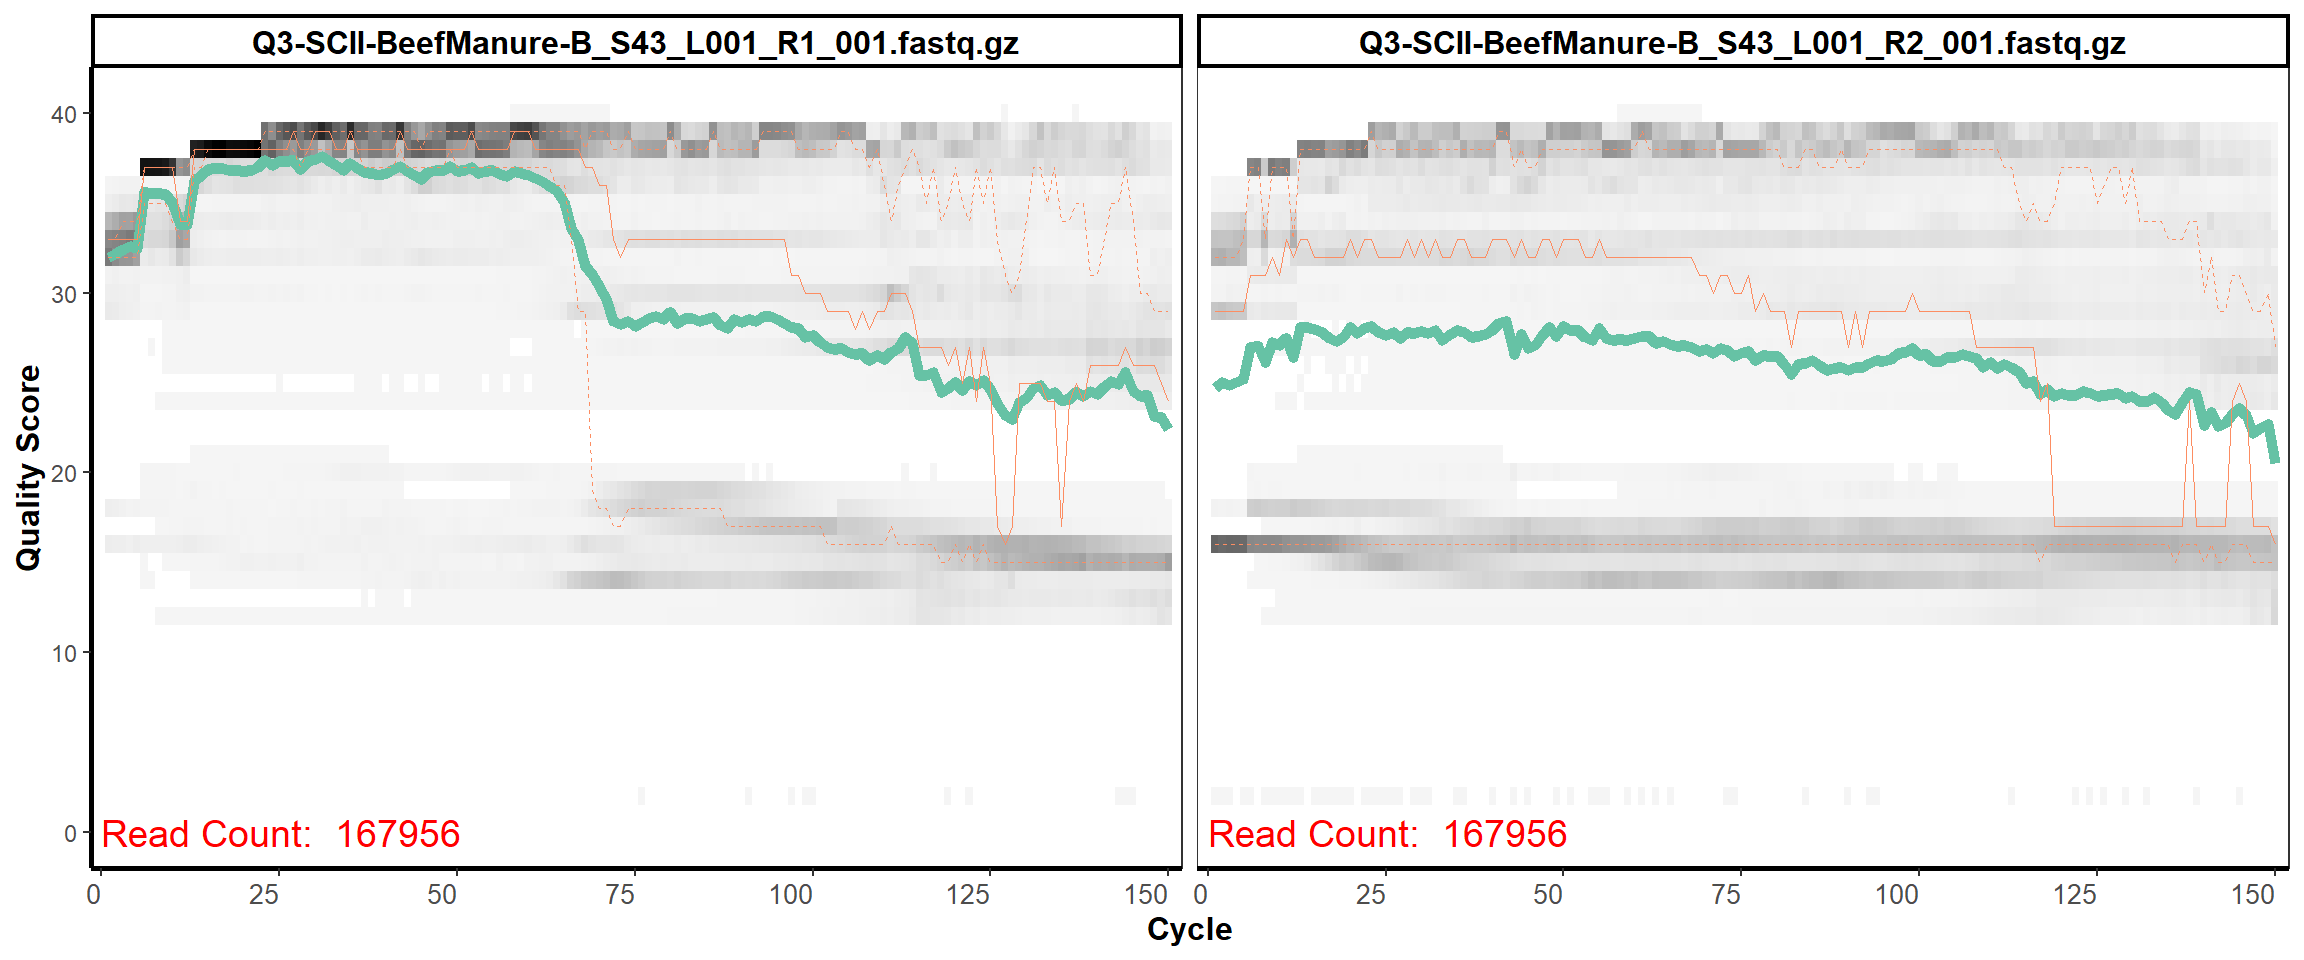 Q3-SCII-BeefManure-B_S43_L001_R1_001.fastq.gz
Q3-SCII-BeefManure-B_S43_L001_R2_001.fastq.gz
Quality Score
40
30
20
10
0
Read Count: 167956
Read Count: 167956
0 25 50 75 100 125 150
0 25 50 75 100 125 150
Cycle